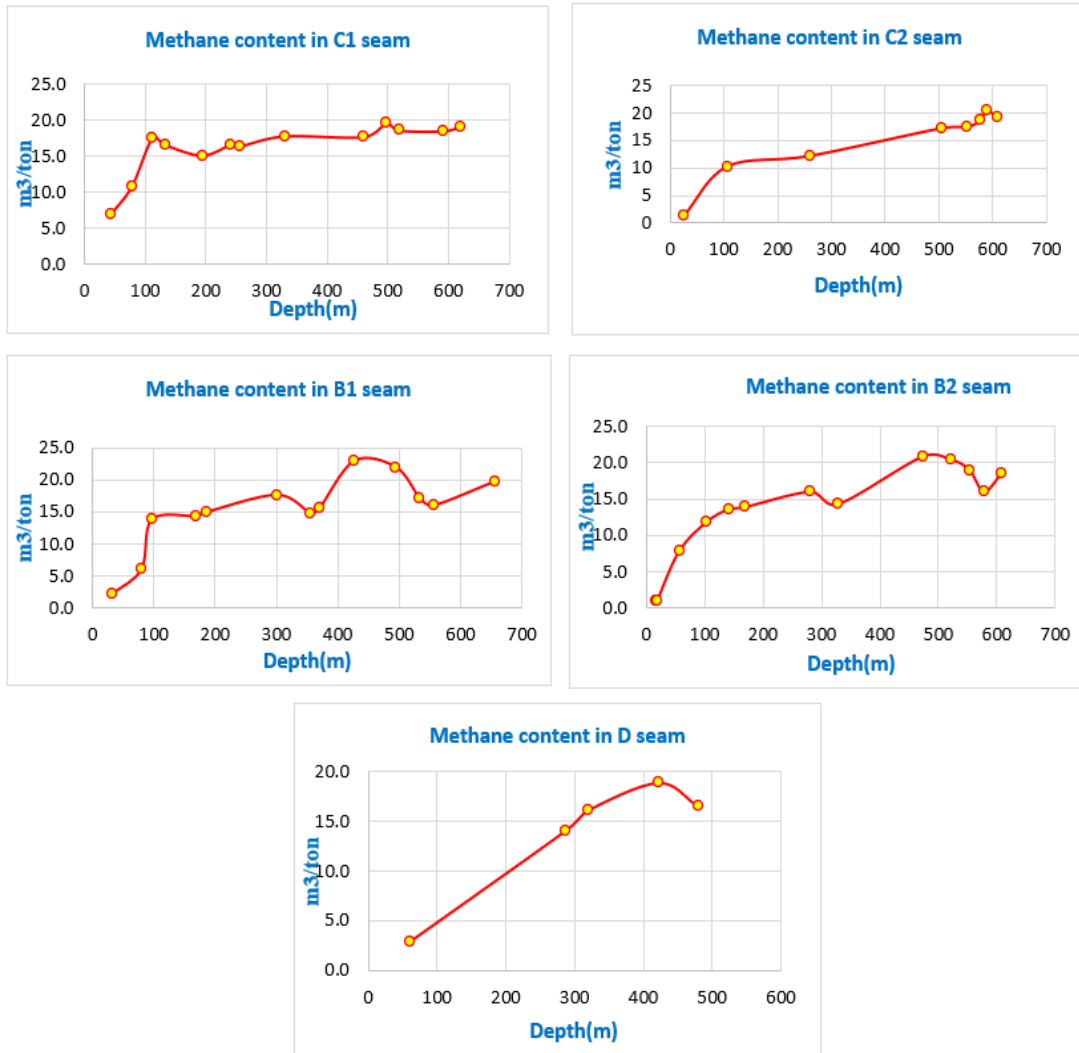 Methane content in C1 seam
m3/ton
25.0
20.0
15.0
10.0
5.0
0.0
0 100 200 300 400 500 600 700
Depth(m)
Methane content in C2 seam
m3/ton
25
20
15
10
5
0
0 100 200 300 400 500 600 700
Depth(m)
Methane content in B1 seam
m3/ton
25.0
20.0
15.0
10.0
5.0
0.0
0 100 200 300 400 500 600 700
Depth(m)
Methane content in B2 seam
m3/ton
25.0
20.0
15.0
10.0
5.0
0.0
0 100 200 300 400 500 600 700
Depth(m)
Methane content in D seam
m3/ton
20.0
15.0
10.0
5.0
0.0
0 100 200 300 400 500 600
Depth(m)